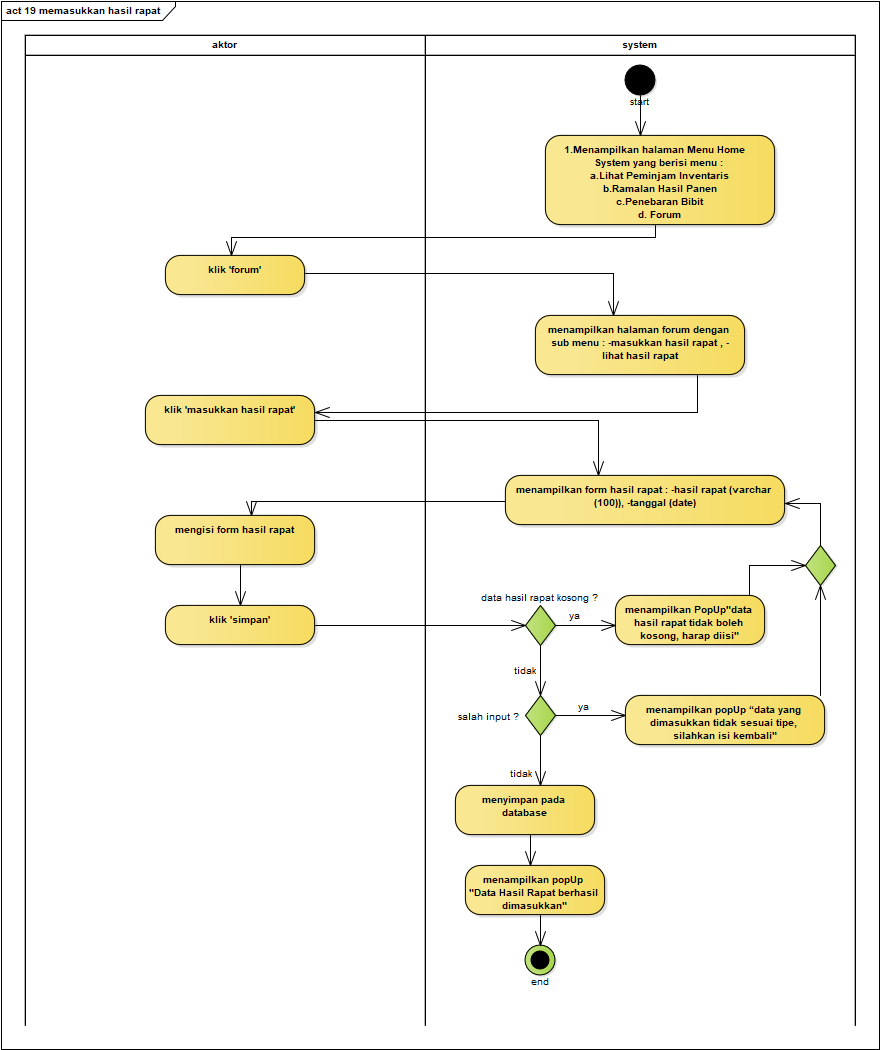 act 19 memasukkan hasil rapat
aktor
system
start
1.Menampilkan halaman Menu Home
System yang berisi menu :
a.Lihat Peminjam Inventaris
b.Ramalan Hasil Panen
c.Penebaran Bibit
d. Forum
klik 'forum'
menampilkan halaman forum dengan
sub menu : -masukkan hasil rapat , -
lihat hasil rapat
klik 'masukkan hasil rapat'
menampilkan form hasil rapat : -hasil rapat (varchar
(100)), -tanggal (date)
mengisi form hasil rapat
klik 'simpan'
data hasil rapat kosong ?
ya
menampilkan PopUp"data
hasil rapat tidak boleh
kosong, harap diisi"
tidak
salah input ?
ya
menampilkan popUp “data yang
dimasukkan tidak sesuai tipe,
silahkan isi kembali"
tidak
menyimpan pada
database
menampilkan popUp
"Data Hasil Rapat berhasil
dimasukkan"
end